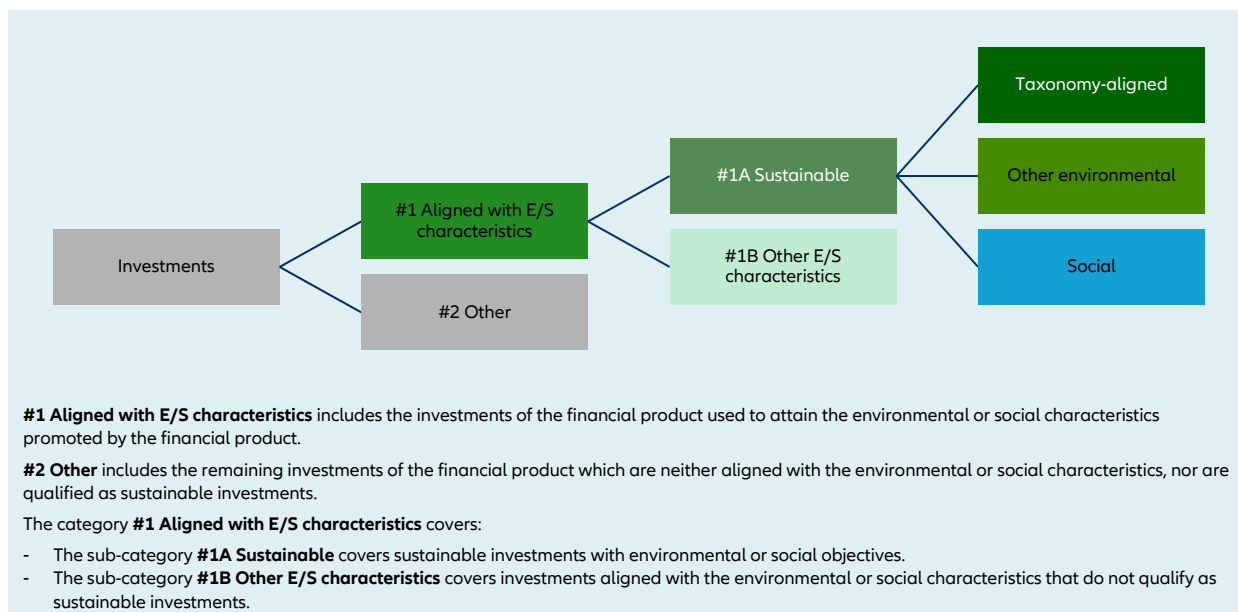 Taxonomy-aligned
#1A Sustainable
Other environmental
#1 Aligned with E/S
characteristics
Investments
#1B Other E/S
characteristics
Social
#2 Other
#1 Aligned with E/S characteristics includes the investments of the financial product used to attain the environmental or social characteristics
promoted by the financial product.
#2 Other includes the remaining investments of the financial product which are neither aligned with the environmental or social characteristics, nor are
qualified as sustainable investments.
The category #1 Aligned with E/S characteristics covers:
- The sub-category #1A Sustainable covers sustainable investments with environmental or social objectives.
- The sub-category #1B Other E/S characteristics covers investments aligned with the environmental or social characteristics that do not qualify as
sustainable investments.